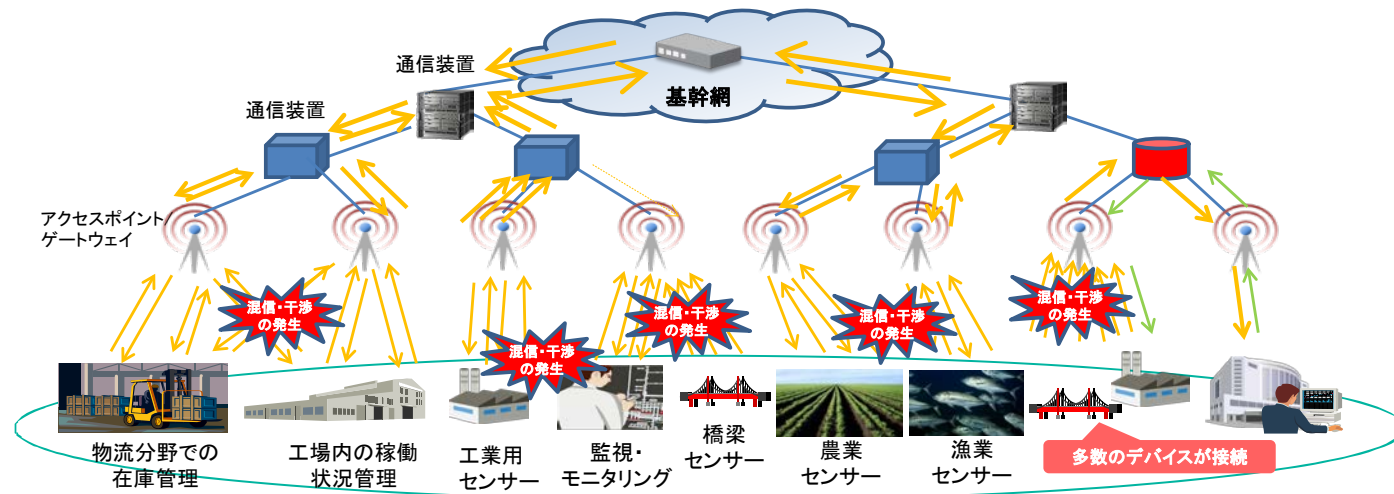 通信装置
基幹網
通信装置
アクセスポイント/
ゲートウェイ
混信・干渉
の発生
混信・干渉
の発生
混信・干渉
の発生
混信・干渉
の発生
混信・干渉
の発生
物流分野での
在庫管理
工場内の稼働
状況管理
工業用
センサー
監視・
モニタリング
橋梁
センサー
農業
センサー
漁業
センサー
多数のデバイスが接続